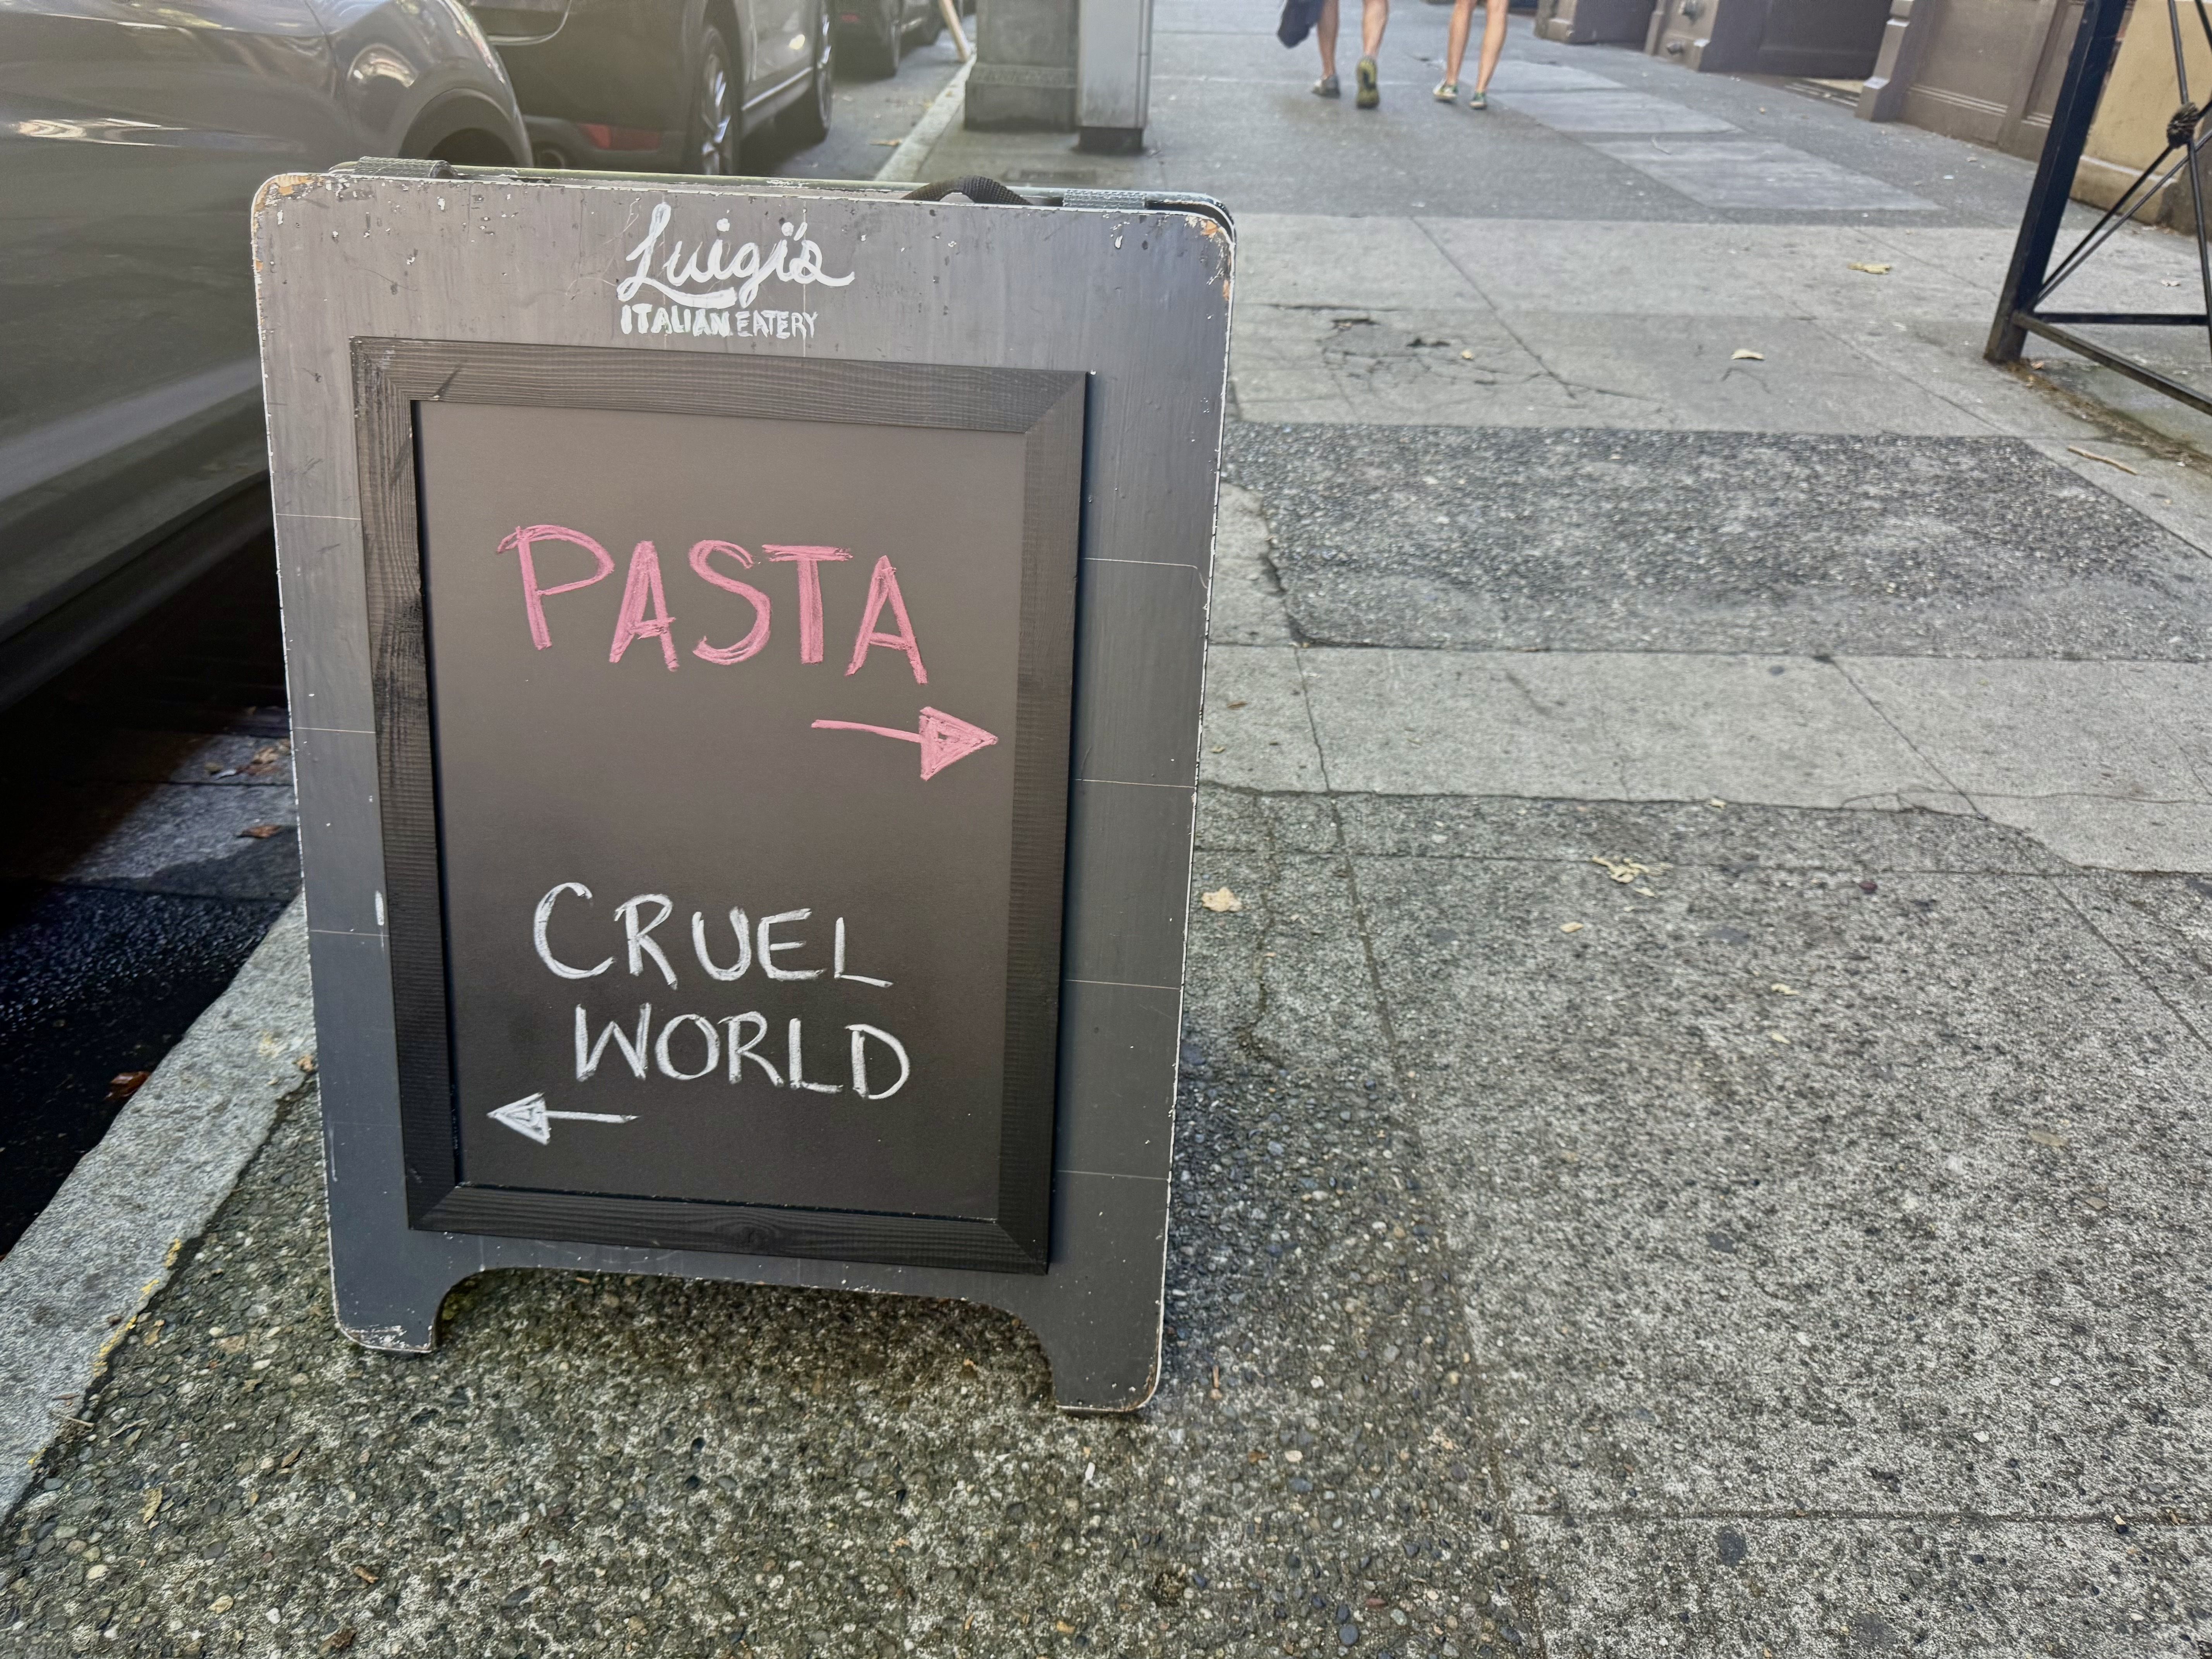 Luigi's
ITALIAN EATERY
PASTA
→
CRUEL
WORLD
←